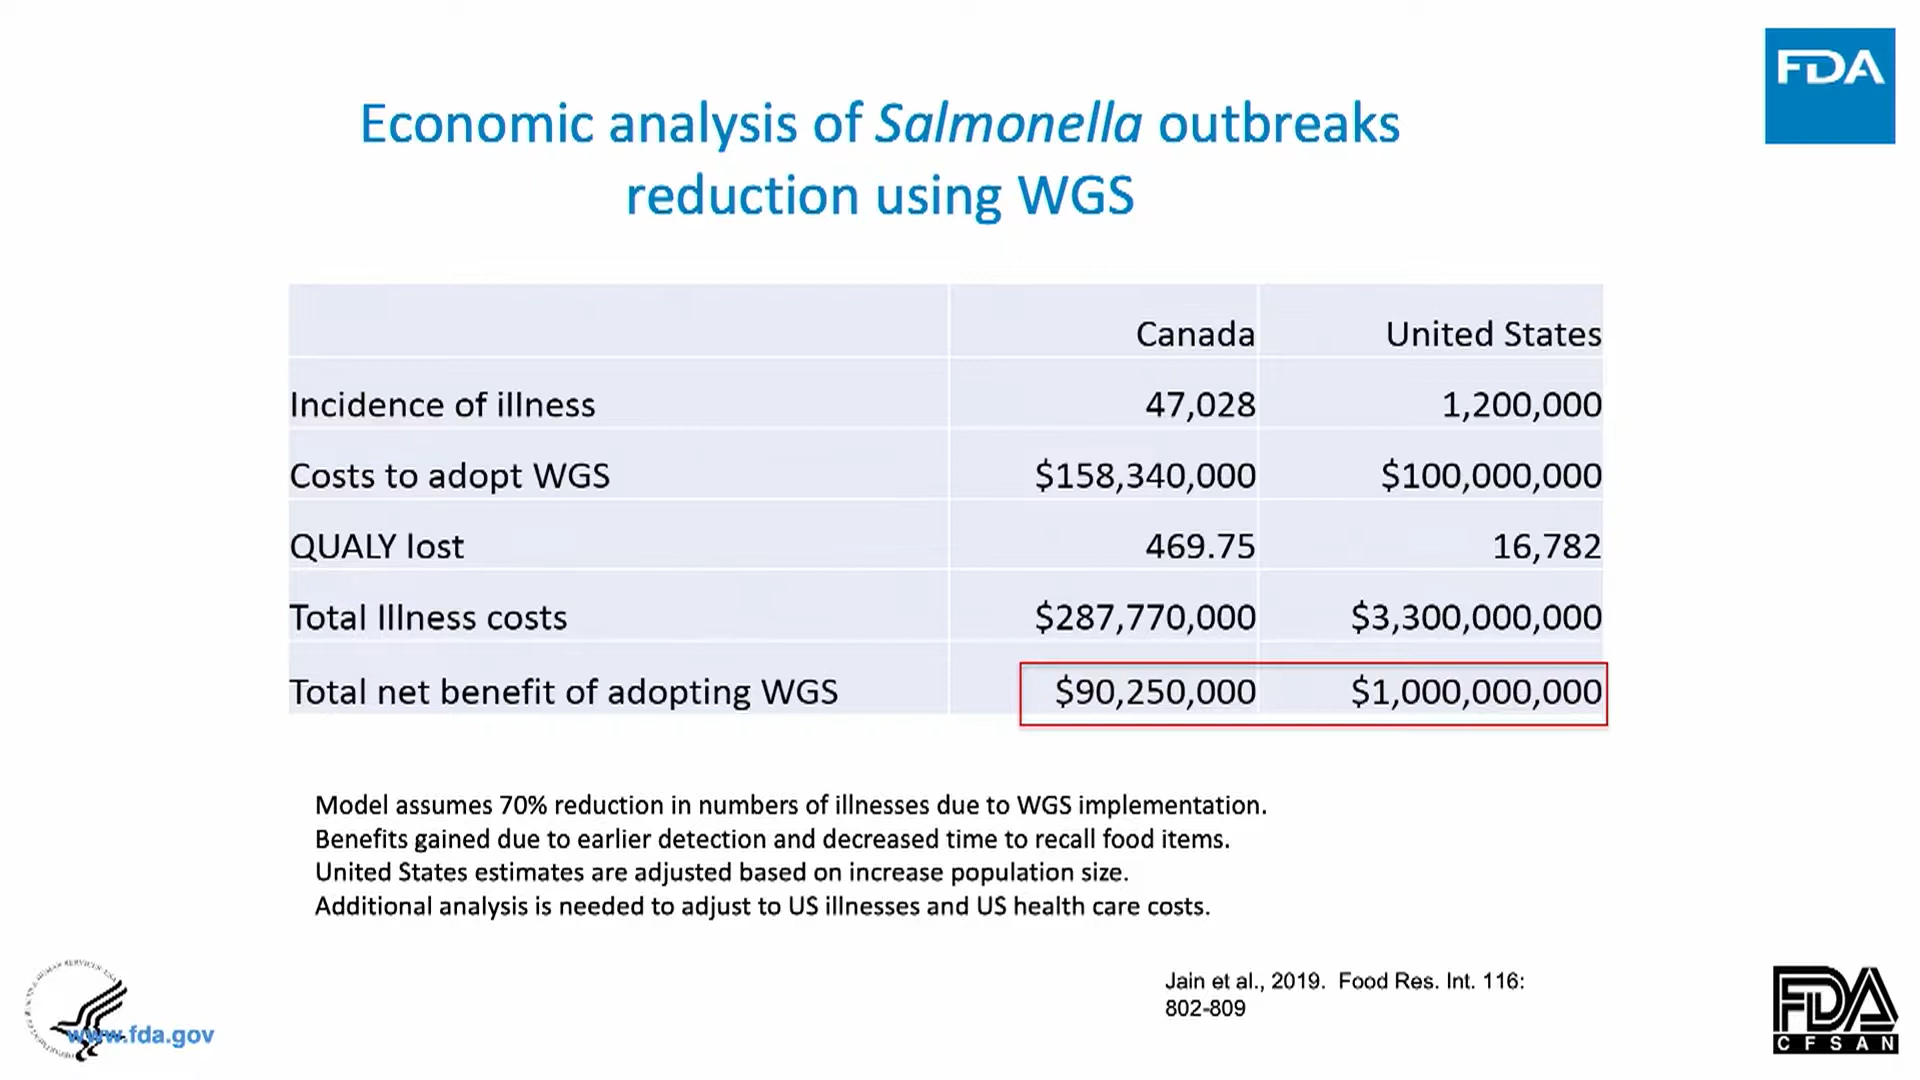 FDA
Economic analysis of Salmonella outbreaks
reduction using WGS
Canada United States
Incidence of illness 47,028 1,200,000
Costs to adopt WGS $158,340,000 $100,000,000
QUALY lost 469.75 16,782
Total Illness costs $287,770,000 $3,300,000,000
Total net benefit of adopting WGS $90,250,000 $1,000,000,000
Model assumes 70% reduction in numbers of illnesses due to WGS implementation.
Benefits gained due to earlier detection and decreased time to recall food items.
United States estimates are adjusted based on increase population size.
Additional analysis is needed to adjust to US illnesses and US health care costs.
Jain et al., 2019. Food Res. Int. 116:
802-809
www.fda.gov
FDA
CFSAN